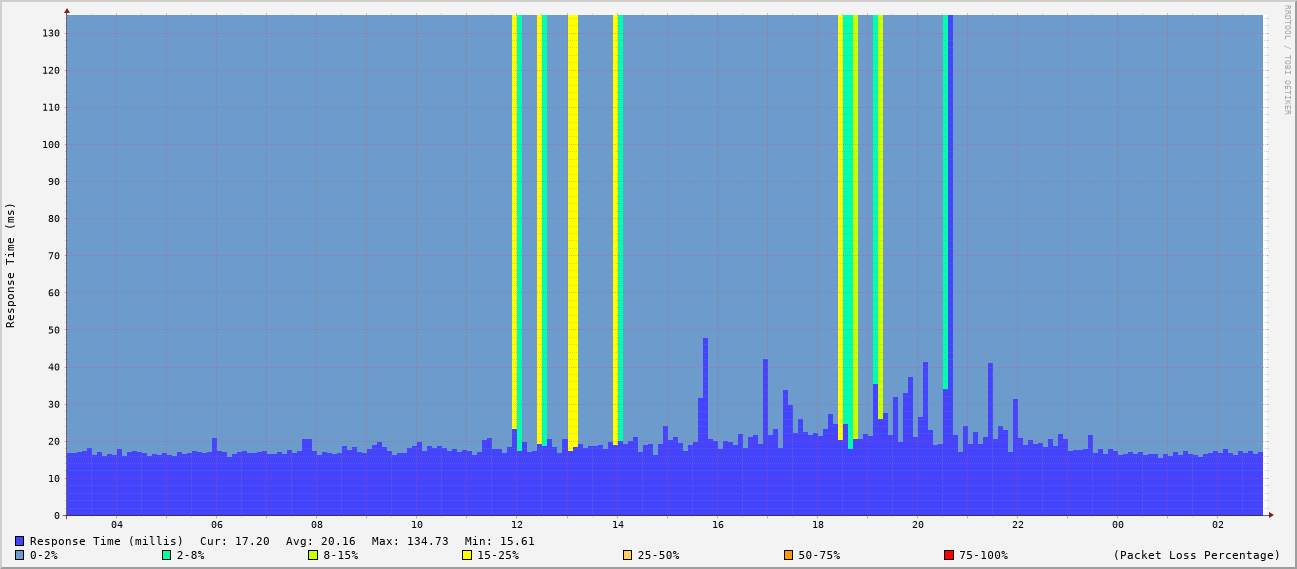 RRDTOOL / TOBI OETIKER
Response Time (ms)
130
120
110
100
90
80
70
60
50
40
30
20
10
0
04 06 08 10 12 14 16 18 20 22 00 02
Response Time (millis) Cur: 17.20 Avg: 20.16 Max: 134.73 Min: 15.61
0-2% 2-8% 8-15% 15-25% 25-50% 50-75% 75-100% (Packet Loss Percentage)